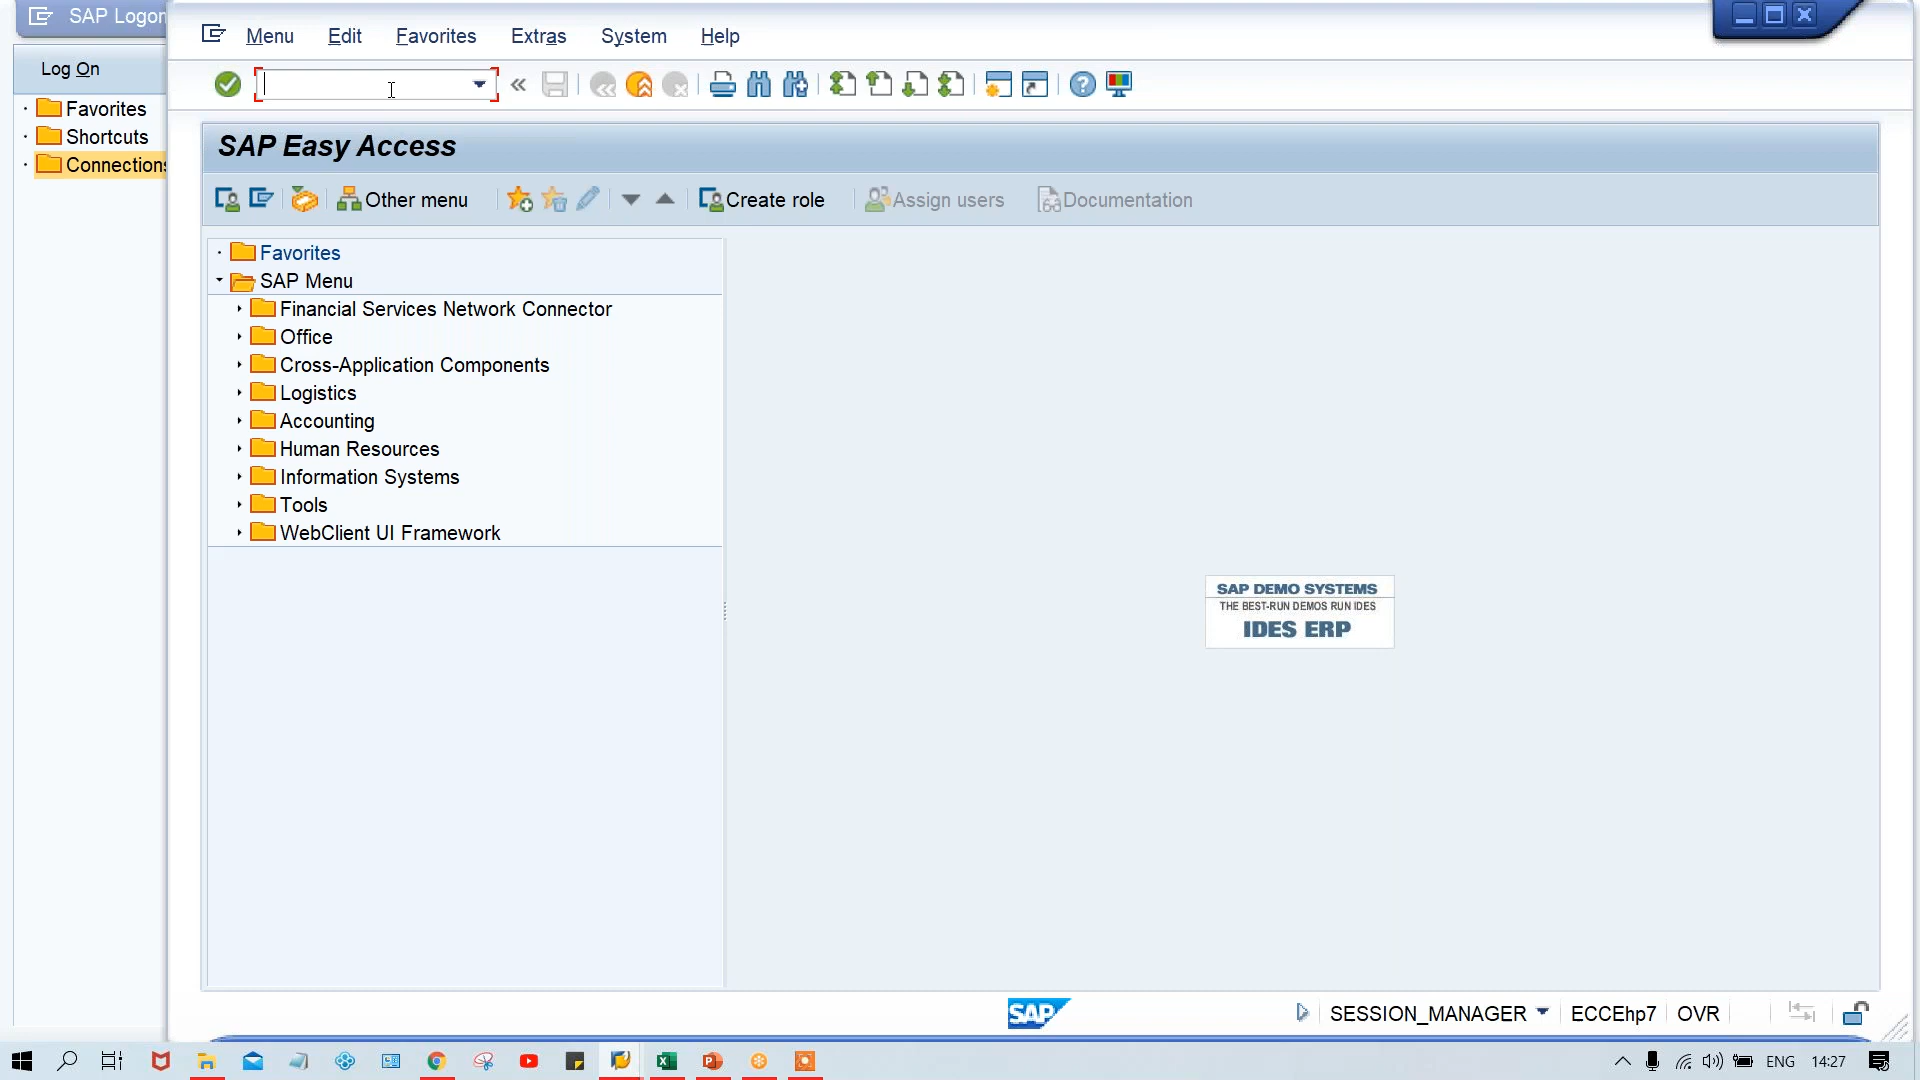 SAP Logon
Menu Edit Favorites Extras System Help
Log On
Favorites
Shortcuts
Connections
SAP Easy Access
Other menu Create role Assign users Documentation
Favorites
SAP Menu
Financial Services Network Connector
Office
Cross-Application Components
Logistics
Accounting
Human Resources
Information Systems
Tools
WebClient UI Framework
SAP DEMO SYSTEMS
THE BEST-RUN DEMOS RUN IDES
IDES ERP
SAP SESSION_MANAGER ECCEhp7 OVR
ENG 14:27